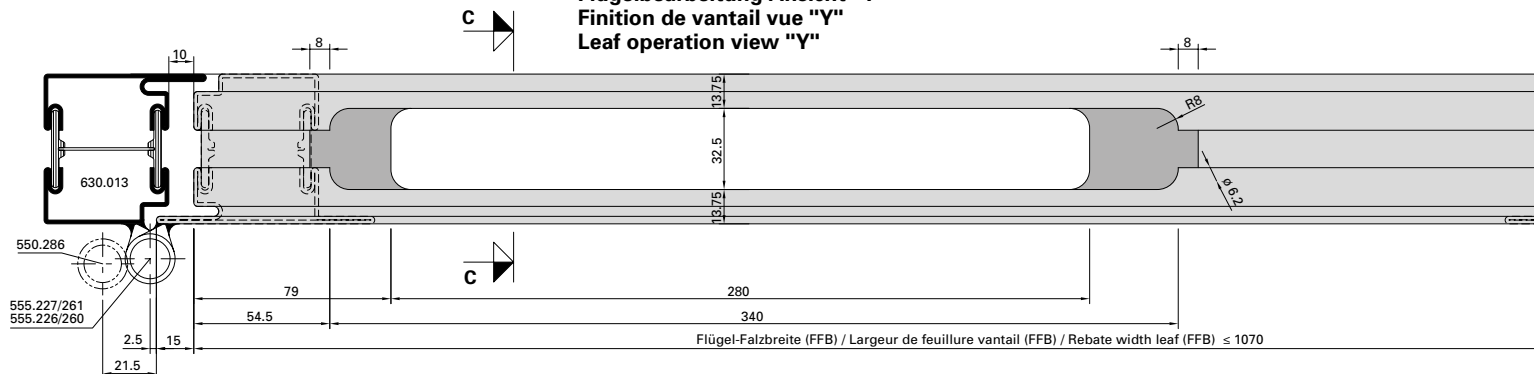 Finition de vantail vue "Y"
Leaf operation view "Y"
C
8
8
10
13.75
R8
32.5
630.013
ø 6.2
13.75
550.286
C
555.227/261
555.226/260
79
280
54.5
340
2.5
15
Flügel-Falzbreite (FFB) / Largeur de feuillure vantail (FFB) / Rebate width leaf (FFB) ≤ 1070
21.5